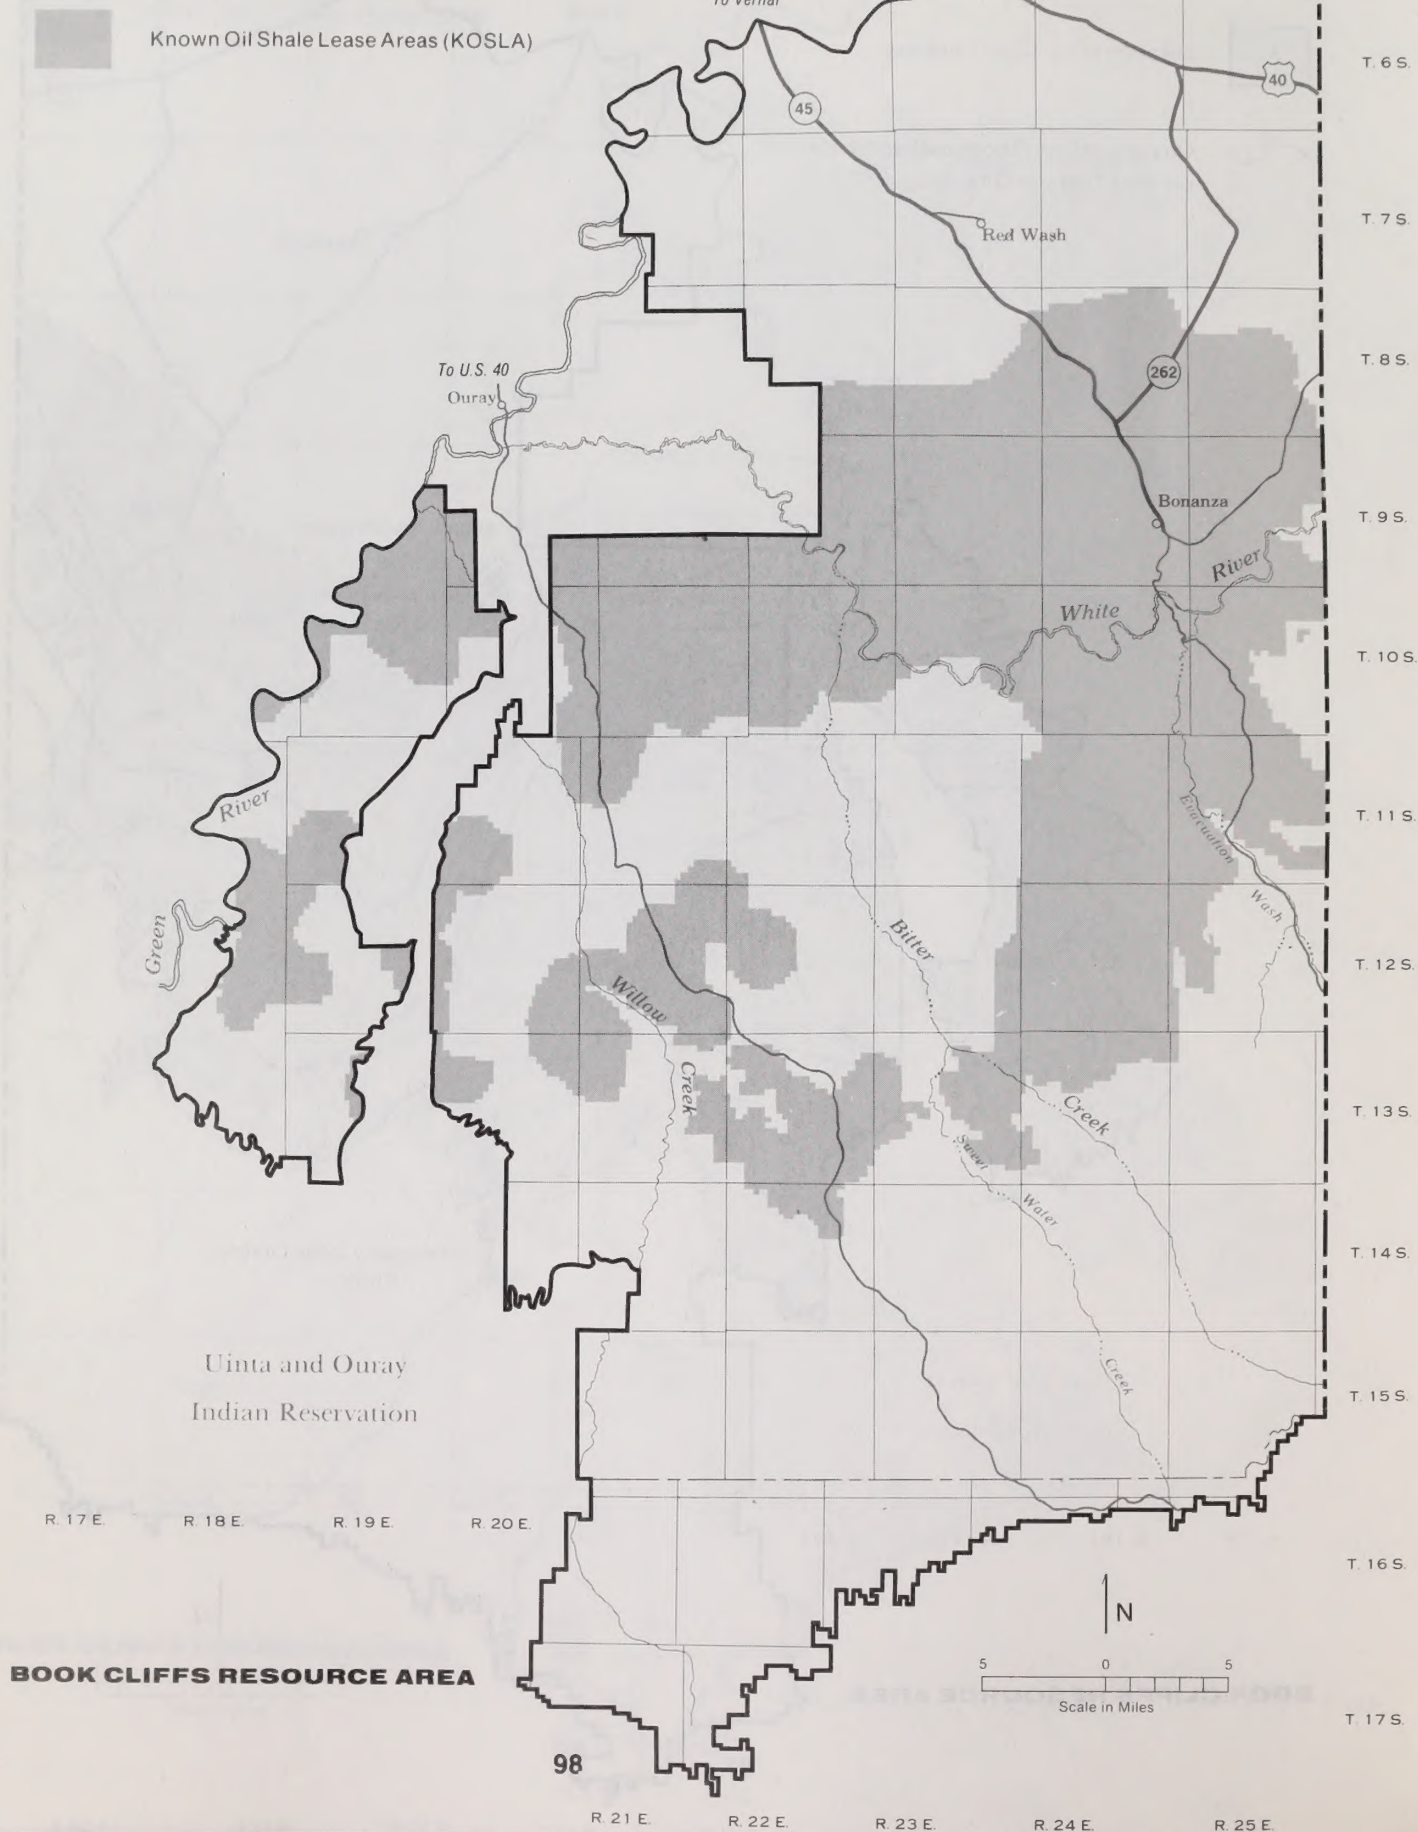 To Vernal
Known Oil Shale Lease Areas (KOSLA)
T. 6 S.
40
45
T. 7 S.
Red Wash
To U.S. 40
Ouray
T. 8 S.
262
Bonanza
T. 9 S.
River
White
T. 10 S.
River
T. 11 S.
Evacuation
Wash
Green
Bitter
T. 12 S.
Willow
Creek
Creek
T. 13 S.
Sweet
Water
T. 14 S.
Uinta and Ouray
Indian Reservation
Creek
T. 15 S.
R. 17 E.
R. 18 E.
R. 19 E.
R. 20 E.
T. 16 S.
N
BOOK CLIFFS RESOURCE AREA
5 0 5
Scale in Miles
T. 17 S.
98
R. 21 E.
R. 22 E.
R. 23 E.
R. 24 E.
R. 25 E.